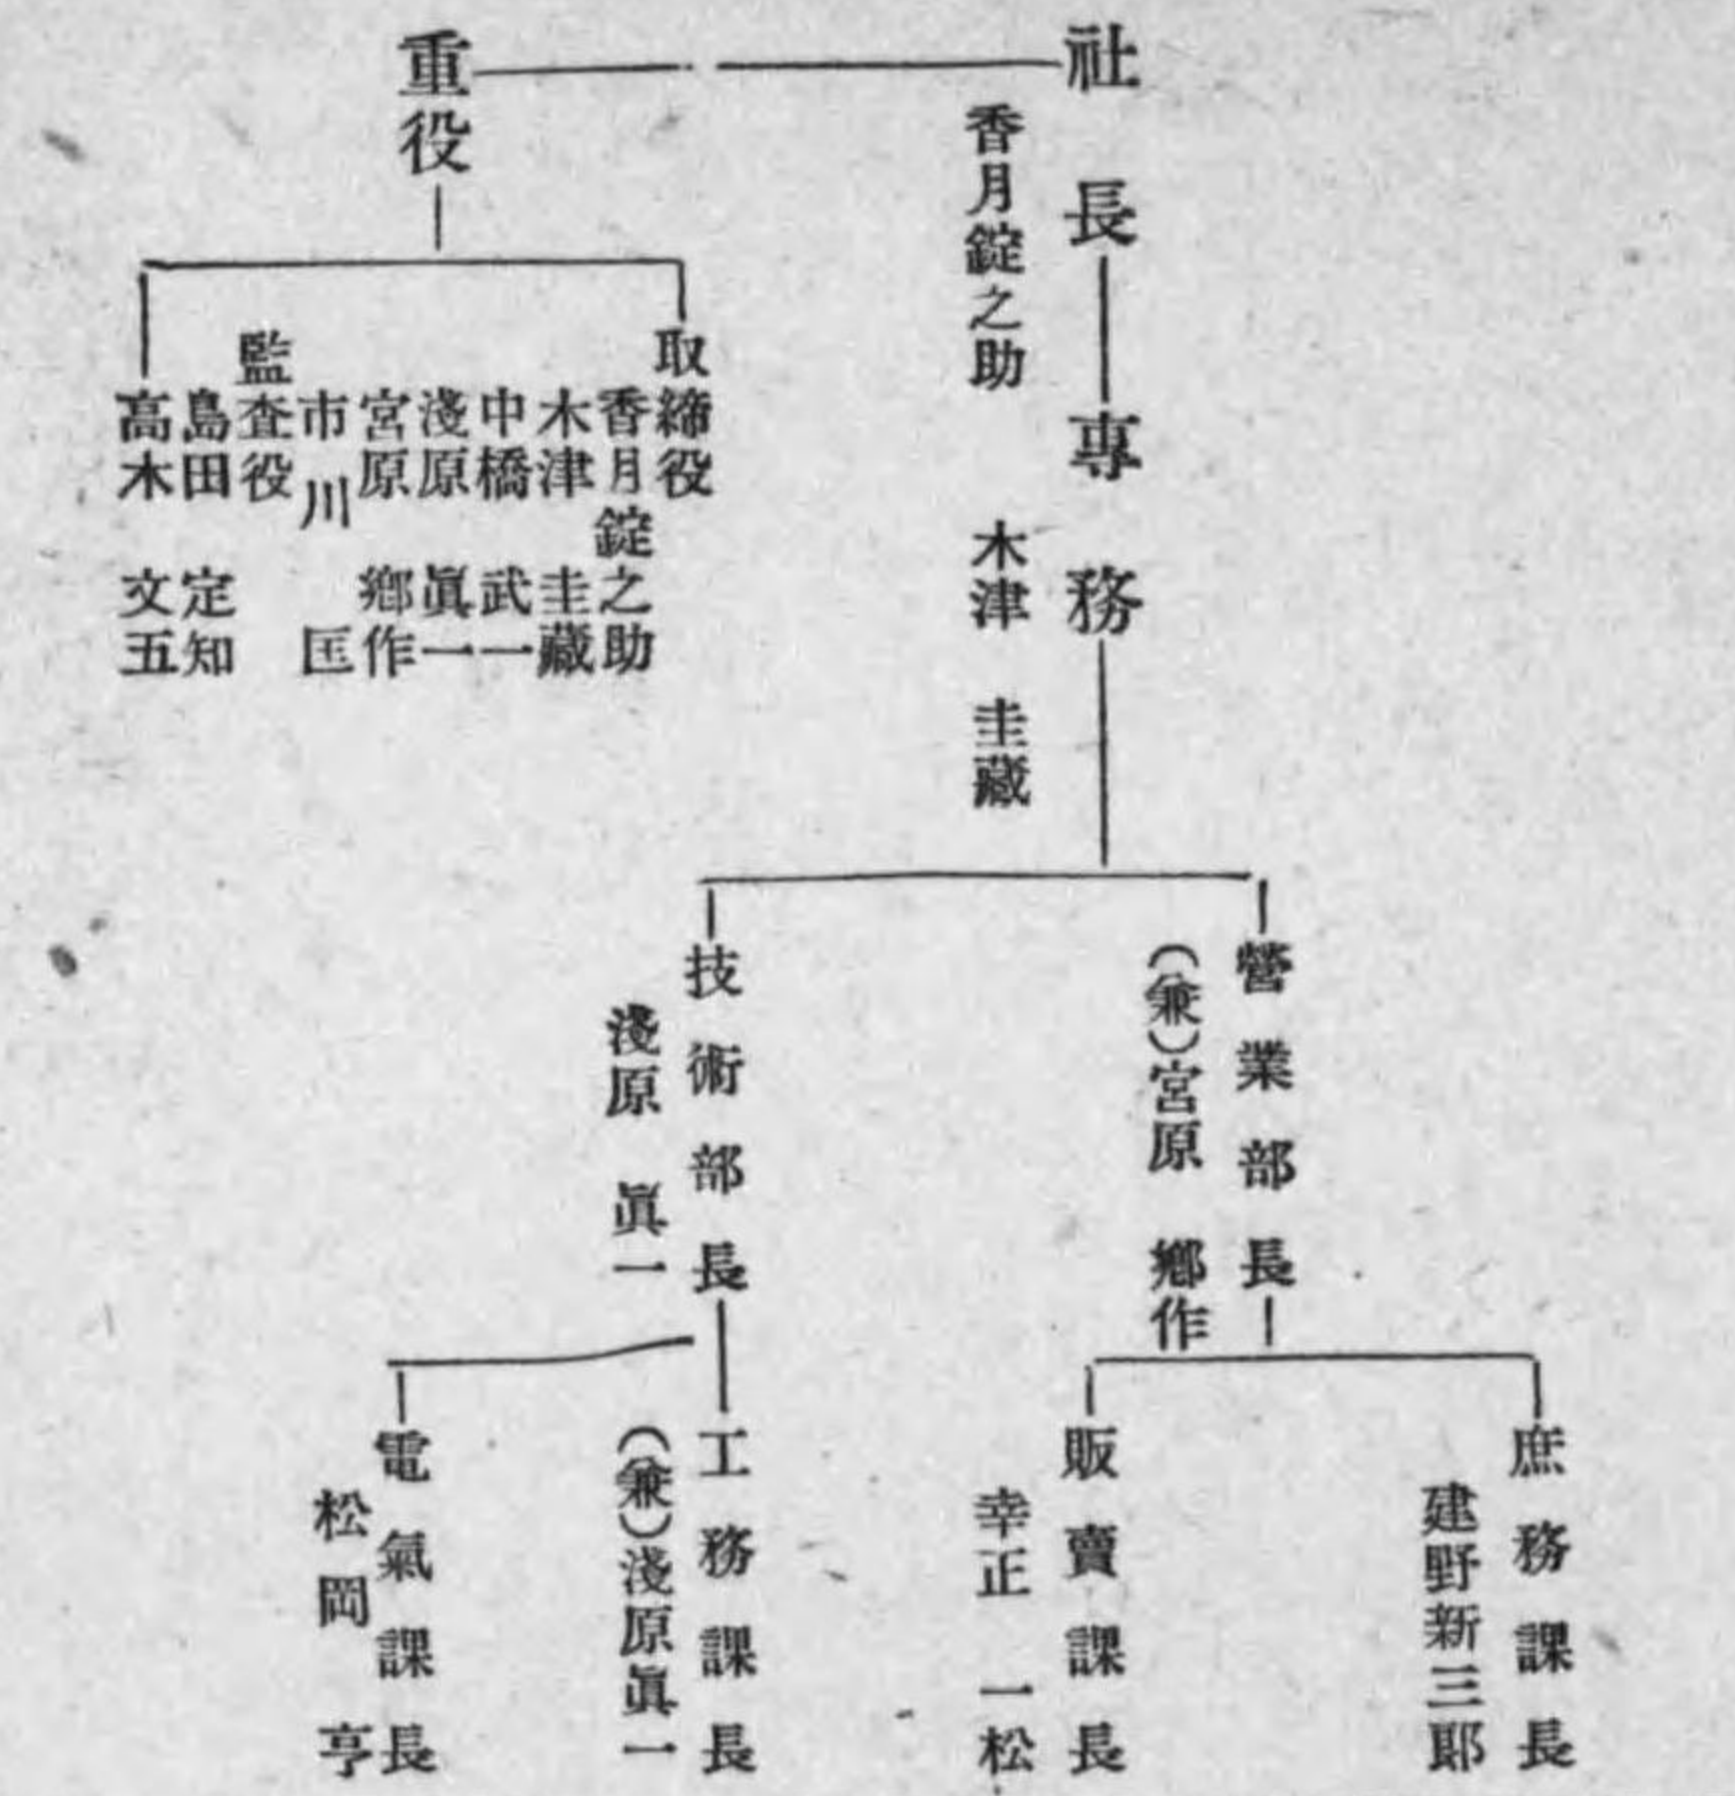 社長
香月錠之助
專務
木津圭藏
重役
取締役
香月錠之助
木津圭藏
中橋武一
淺原眞一
宮原鄕作
市川匡
監査役
島田定知
高木文五
營業部長
(兼)宮原鄕作
技術部長
淺原眞一
庶務課長
建野新三郞
販賣課長
幸正一松
工務課長
(兼)淺原眞一
電氣課長
松岡亨